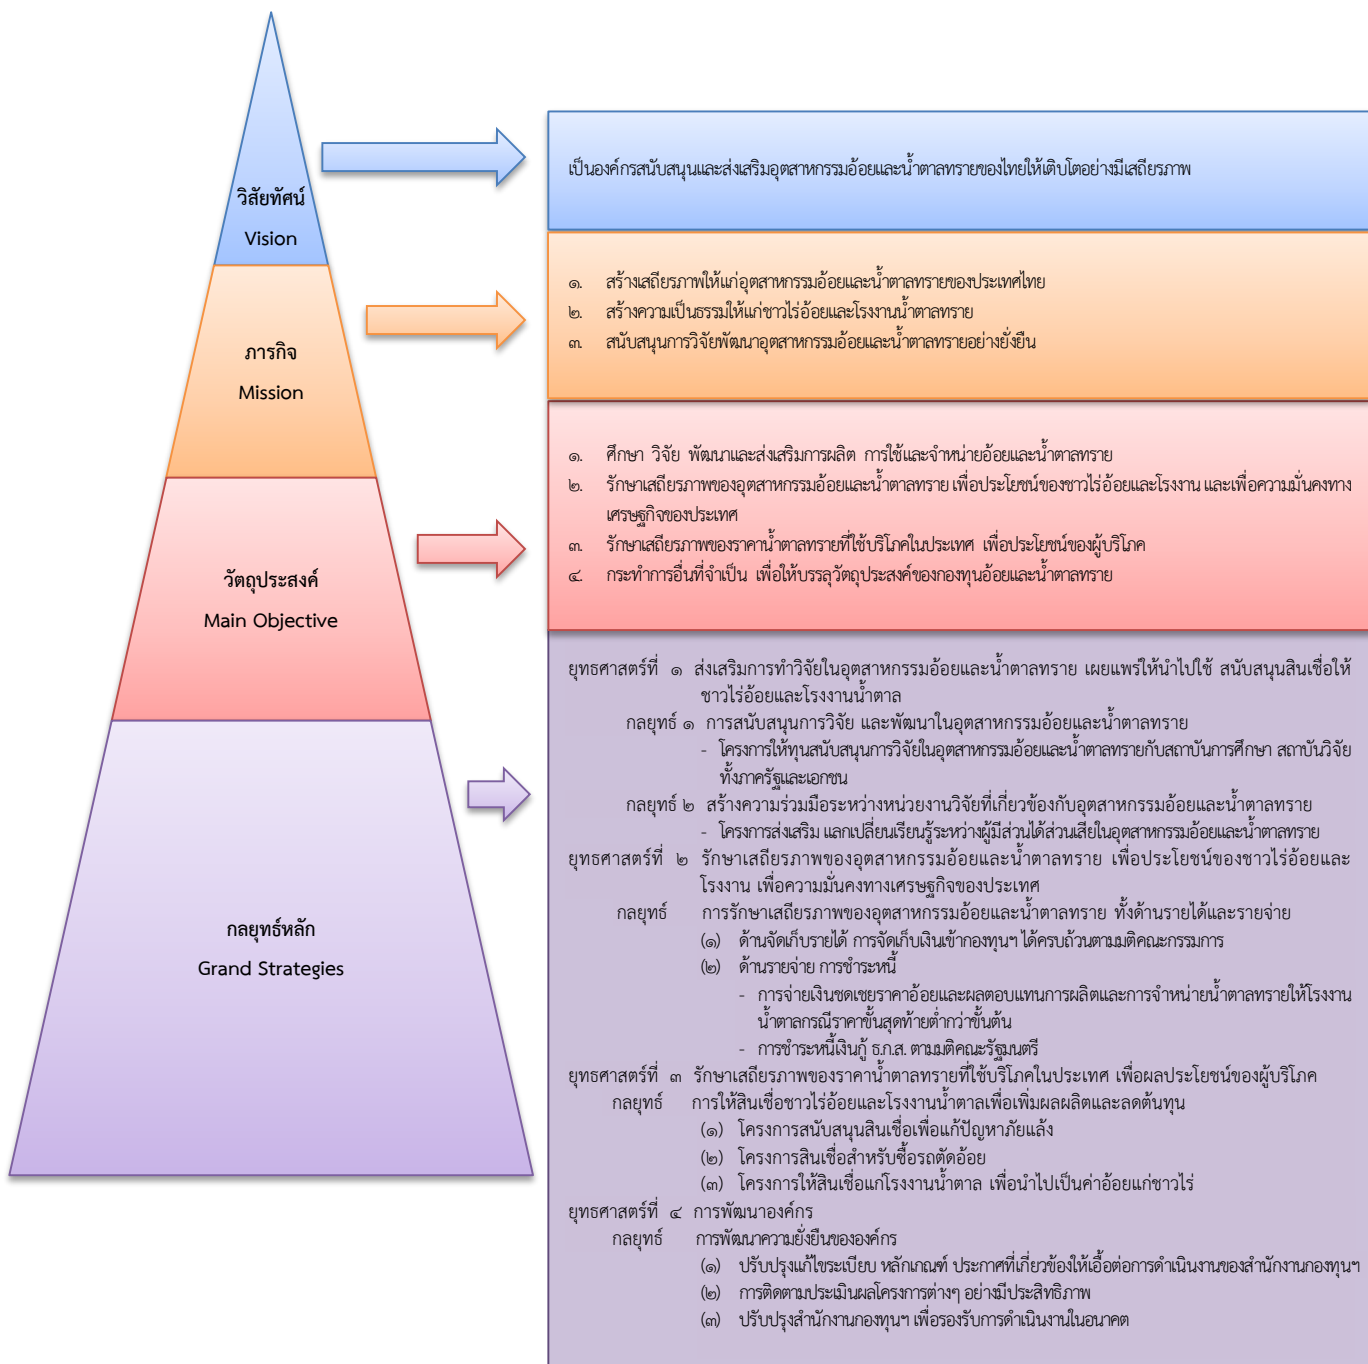 วิสัยทัศน์
Vision
เป็นองค์กรสนับสนุนและส่งเสริมอุตสาหกรรมอ้อยและน้ำตาลทรายของไทยให้เติบโตอย่างมีเสถียรภาพ
ภารกิจ
Mission
๑. สร้างเสถียรภาพให้แก่อุตสาหกรรมอ้อยและน้ำตาลทรายของประเทศไทย
๒. สร้างความเป็นธรรมให้แก่ชาวไร่อ้อยและโรงงานน้ำตาลทราย
๓. สนับสนุนการวิจัยพัฒนาอุตสาหกรรมอ้อยและน้ำตาลทรายอย่างยั่งยืน
วัตถุประสงค์
Main Objective
๑. ศึกษา วิจัย พัฒนาและส่งเสริมการผลิต การใช้และจำหน่ายอ้อยและน้ำตาลทราย
๒. รักษาเสถียรภาพของอุตสาหกรรมอ้อยและน้ำตาลทราย เพื่อประโยชน์ของชาวไร่อ้อยและโรงงาน และเพื่อความมั่นคงทาง
เศรษฐกิจของประเทศ
๓. รักษาเสถียรภาพของราคาน้ำตาลทรายที่ใช้บริโภคในประเทศ เพื่อประโยชน์ของผู้บริโภค
๔. กระทำการอื่นที่จำเป็น เพื่อให้บรรลุวัตถุประสงค์ของกองทุนอ้อยและน้ำตาลทราย
กลยุทธ์หลัก
Grand Strategies
ยุทธศาสตร์ที่ ๑ ส่งเสริมการทำวิจัยในอุตสาหกรรมอ้อยและน้ำตาลทราย เผยแพร่ให้นำไปใช้ สนับสนุนสินเชื่อให้
ชาวไร่อ้อยและโรงงานน้ำตาล
กลยุทธ์ ๑ การสนับสนุนการวิจัย และพัฒนาในอุตสาหกรรมอ้อยและน้ำตาลทราย
- โครงการให้ทุนสนับสนุนการวิจัยในอุตสาหกรรมอ้อยและน้ำตาลทรายกับสถาบันการศึกษา สถาบันวิจัย
ทั้งภาครัฐและเอกชน
กลยุทธ์ ๒ สร้างความร่วมมือระหว่างหน่วยงานวิจัยที่เกี่ยวข้องกับอุตสาหกรรมอ้อยและน้ำตาลทราย
- โครงการส่งเสริม แลกเปลี่ยนเรียนรู้ระหว่างผู้มีส่วนได้ส่วนเสียในอุตสาหกรรมอ้อยและน้ำตาลทราย
ยุทธศาสตร์ที่ ๒ รักษาเสถียรภาพของอุตสาหกรรมอ้อยและน้ำตาลทราย เพื่อประโยชน์ของชาวไร่อ้อยและ
โรงงาน เพื่อความมั่นคงทางเศรษฐกิจของประเทศ
กลยุทธ์ การรักษาเสถียรภาพของอุตสาหกรรมอ้อยและน้ำตาลทราย ทั้งด้านรายได้และรายจ่าย
(๑) ด้านจัดเก็บรายได้ การจัดเก็บเงินเข้ากองทุนฯ ได้ครบถ้วนตามมติคณะกรรมการ
(๒) ด้านรายจ่าย การชำระหนี้
- การจ่ายเงินชดเชยราคาอ้อยและผลตอบแทนการผลิตและการจำหน่ายน้ำตาลทรายให้โรงงาน
น้ำตาลกรณีราคาขั้นสุดท้ายต่ำกว่าขั้นต้น
- การชำระหนี้เงินกู้ ธ.ก.ส. ตามมติคณะรัฐมนตรี
ยุทธศาสตร์ที่ ๓ รักษาเสถียรภาพของราคาน้ำตาลทรายที่ใช้บริโภคในประเทศ เพื่อผลประโยชน์ของผู้บริโภค
กลยุทธ์ การให้สินเชื่อชาวไร่อ้อยและโรงงานน้ำตาลเพื่อเพิ่มผลผลิตและลดต้นทุน
(๑) โครงการสนับสนุนสินเชื่อเพื่อแก้ปัญหาภัยแล้ง
(๒) โครงการสินเชื่อสำหรับซื้อรถตัดอ้อย
(๓) โครงการให้สินเชื่อแก่โรงงานน้ำตาล เพื่อนำไปเป็นค่าอ้อยแก่ชาวไร่
ยุทธศาสตร์ที่ ๔ การพัฒนาองค์กร
กลยุทธ์ การพัฒนาความยั่งยืนขององค์กร
(๑) ปรับปรุงแก้ไขระเบียบ หลักเกณฑ์ ประกาศที่เกี่ยวข้องให้เอื้อต่อการดำเนินงานของสำนักงานกองทุนฯ
(๒) การติดตามประเมินผลโครงการต่างๆ อย่างมีประสิทธิภาพ
(๓) ปรับปรุงสำนักงานกองทุนฯ เพื่อรองรับการดำเนินงานในอนาคต